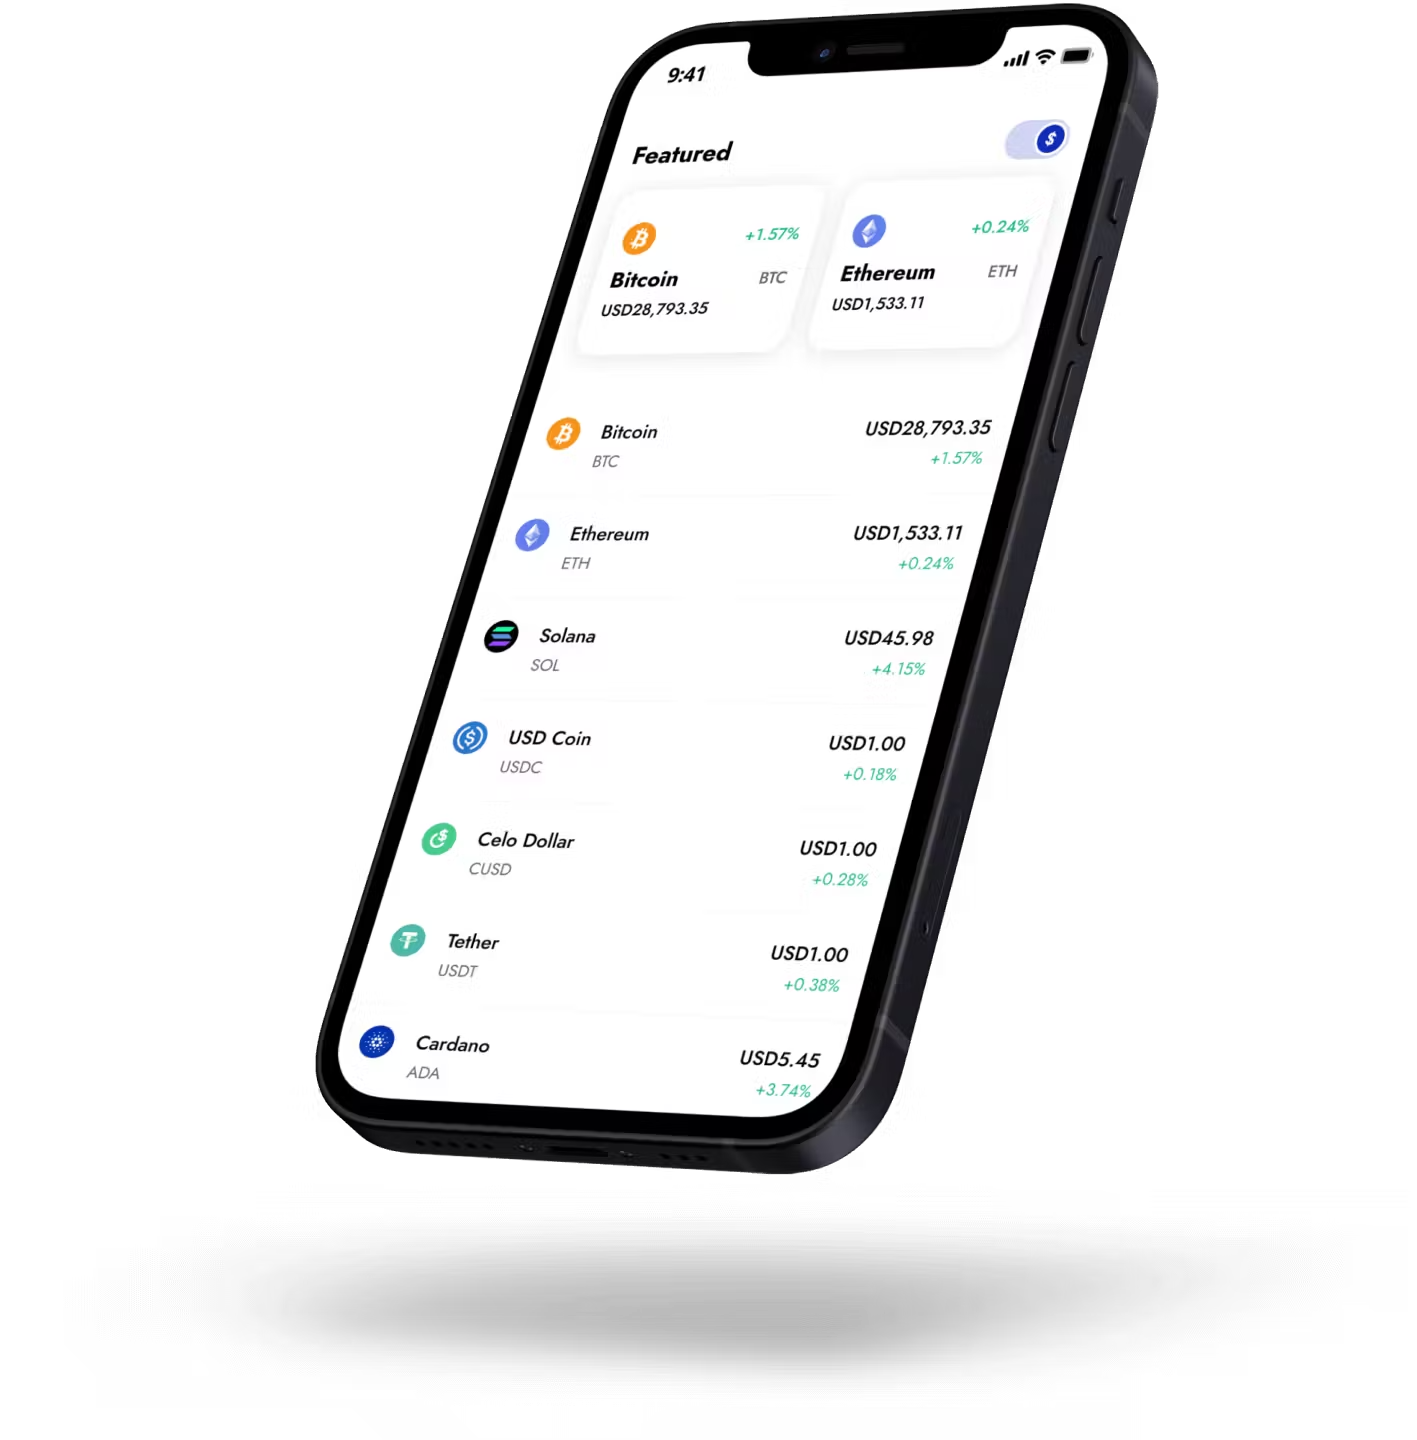 9:41
Featured
$
+1.57%
Bitcoin BTC
USD28,793.35
+0.24%
Ethereum ETH
USD1,533.11
Bitcoin USD28,793.35
BTC +1.57%
Ethereum USD1,533.11
ETH +0.24%
Solana USD45.98
SOL +4.15%
USD Coin USD1.00
USDC +0.18%
Celo Dollar USD1.00
CUSD +0.28%
Tether USD1.00
USDT +0.38%
Cardano USD5.45
ADA +3.74%